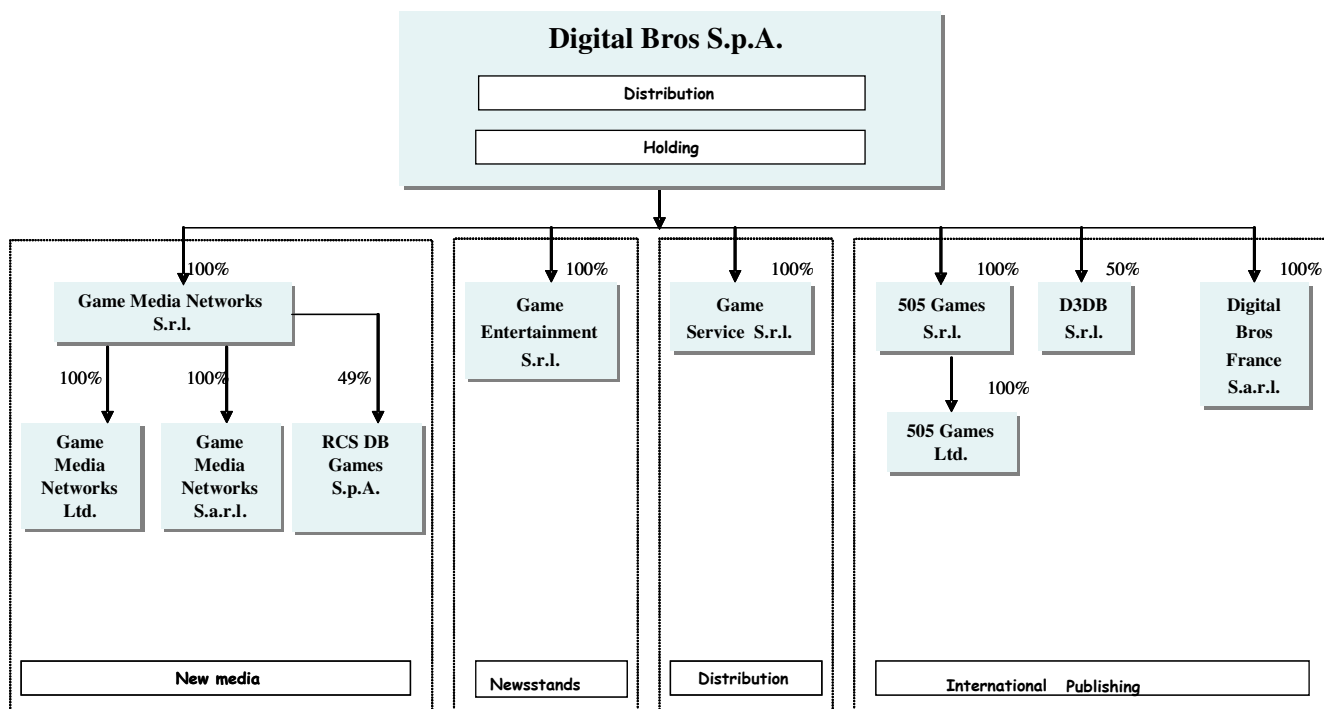 Digital Bros S.p.A.
Distribution
Holding
100%
Game Media Networks
S.r.l.
100%
100%
49%
Game
Media
Networks
Ltd.
Game
Media
Networks
S.a.r.l.
RCS DB
Games
S.p.A.
New media
100%
Game
Entertainment
S.r.l.
Newsstands
100%
Game
Service S.r.l.
Distribution
100%
505 Games
S.r.l.
100%
505 Games
Ltd.
50%
D3DB
S.r.l.
100%
Digital
Bros
France
S.a.r.l.
International Publishing